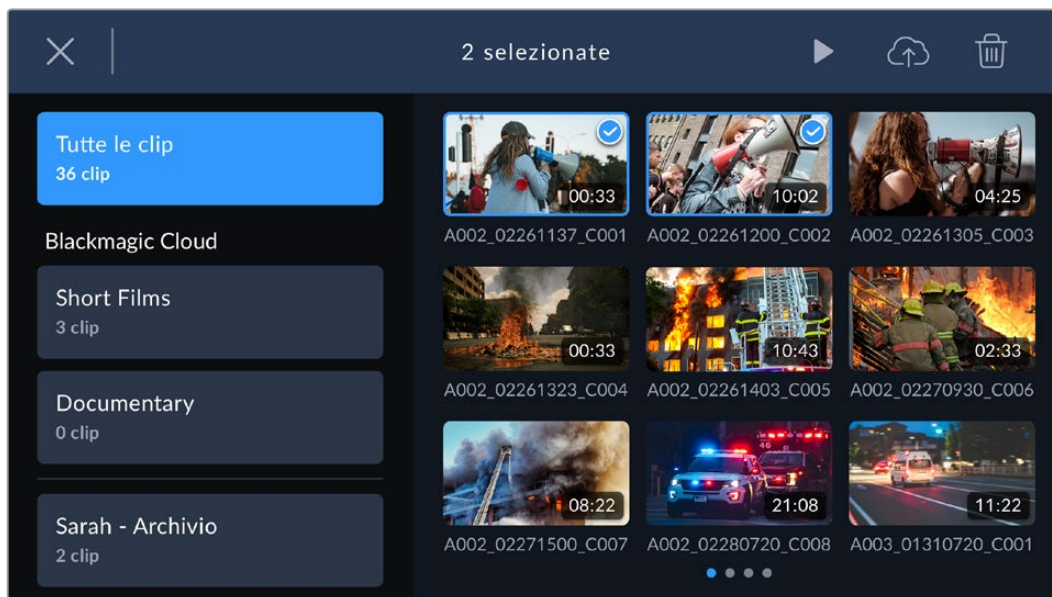 2 selezionate
Tutte le clip
36 clip
Blackmagic Cloud
Short Films
3 clip
Documentary
0 clip
Sarah - Archivio
2 clip
00:33
10:02
04:25
A002_02261137_C001
A002_02261200_C002
A002_02261305_C003
00:33
10:43
02:33
A002_02261323_C004
A002_02261403_C005
A002_02270930_C006
08:22
21:08
11:22
A002_02271500_C007
A002_02280720_C008
A003_01310720_C001